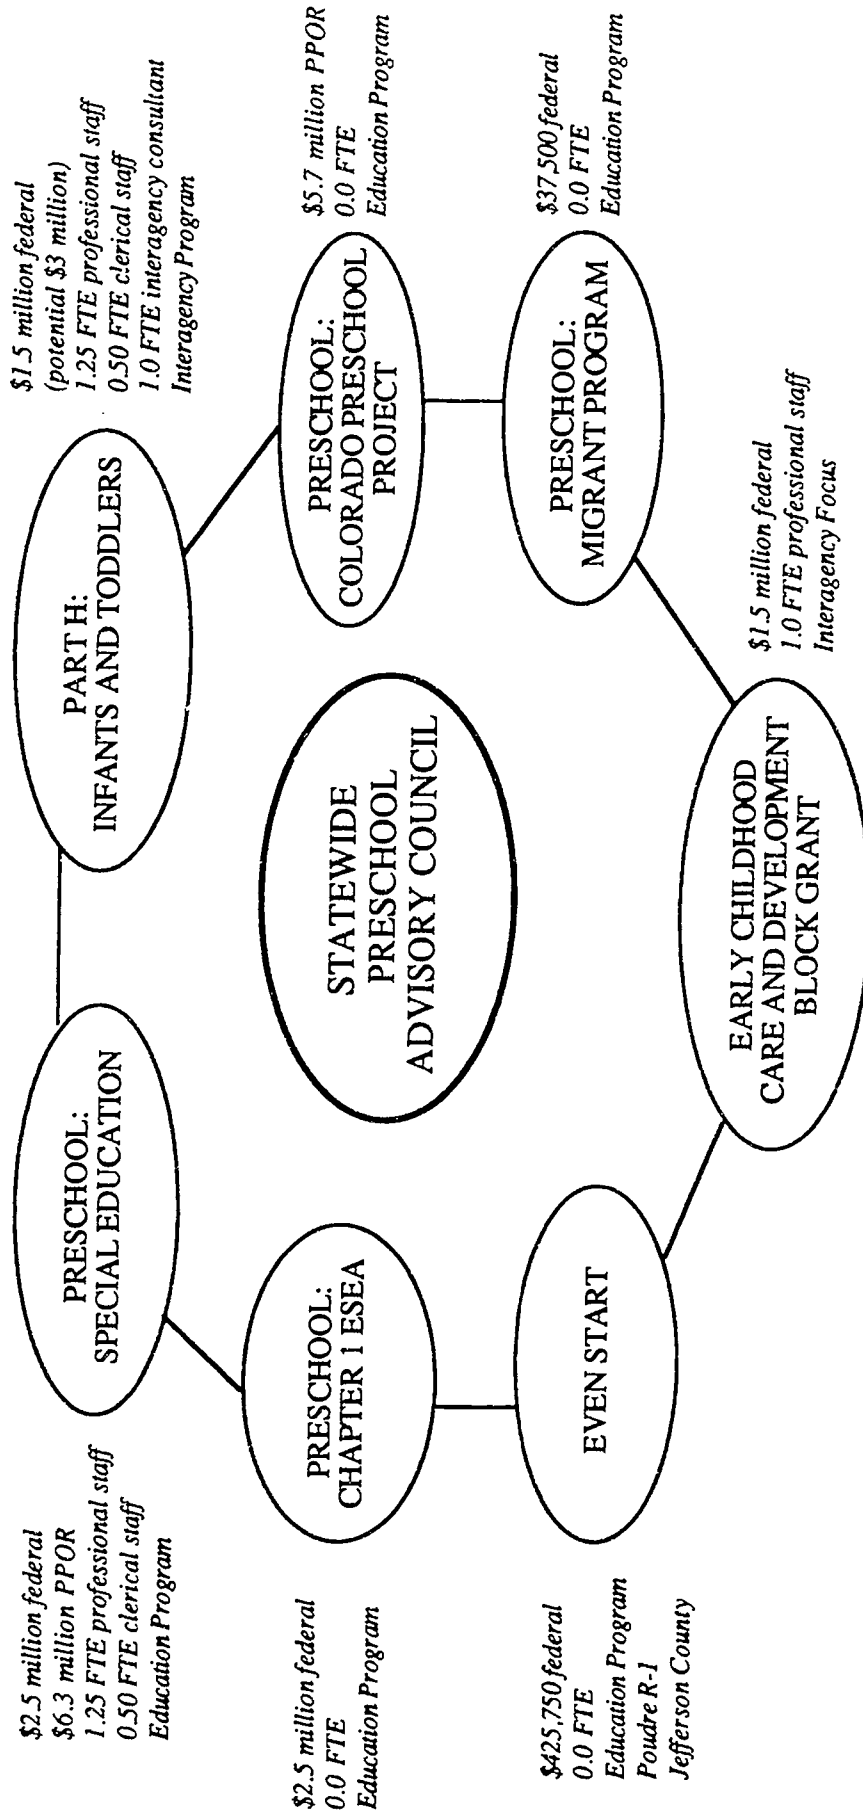 $2.5 million federal
$6.3 million PPOR
1.25 FTE professional staff
0.50 FTE clerical staff
Education Program
PRESCHOOL:
SPECIAL EDUCATION
PART H:
INFANTS AND TODDLERS
$1.5 million federal
(potential $3 million)
1.25 FTE professional staff
0.50 FTE clerical staff
1.0 FTE interagency consultant
Interagency Program
$2.5 million federal
0.0 FTE
Education Program
PRESCHOOL:
CHAPTER 1 ESEA
STATEWIDE
PRESCHOOL
ADVISORY COUNCIL
PRESCHOOL:
COLORADO PRESCHOOL
PROJECT
$5.7 million PPOR
0.0 FTE
Education Program
$425,750 federal
0.0 FTE
Education Program
Poudre R-1
Jefferson County
EVEN START
PRESCHOOL:
MIGRANT PROGRAM
$37,500 federal
0.0 FTE
Education Program
EARLY CHILDHOOD
CARE AND DEVELOPMENT
BLOCK GRANT
$1.5 million federal
1.0 FTE professional staff
Interagency Focus